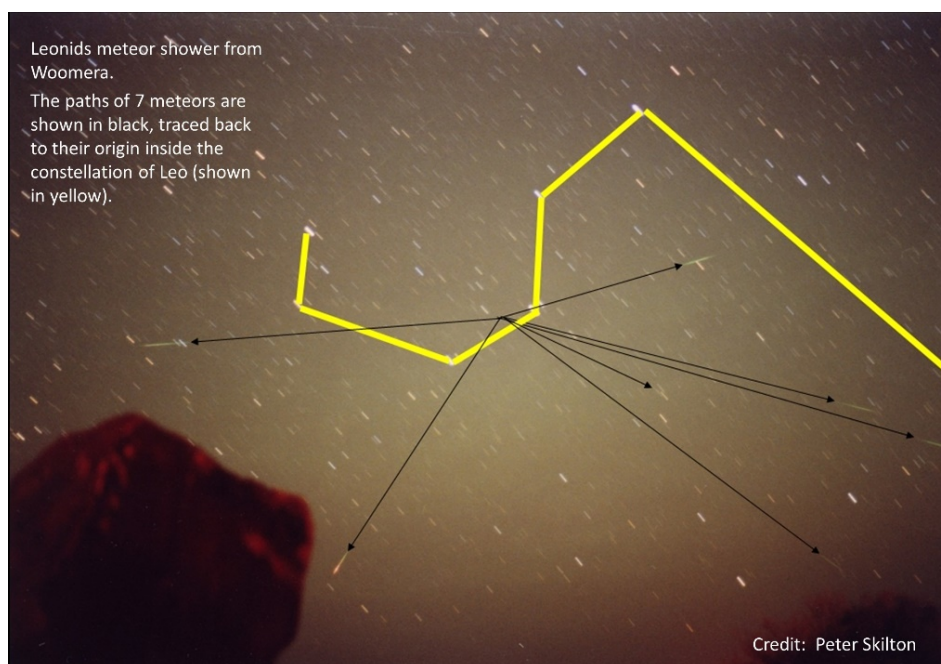 Leonids meteor shower from
Woomera.
The paths of 7 meteors are
shown in black, traced back
to their origin inside the
constellation of Leo (shown
in yellow).
Credit:  Peter Skilton